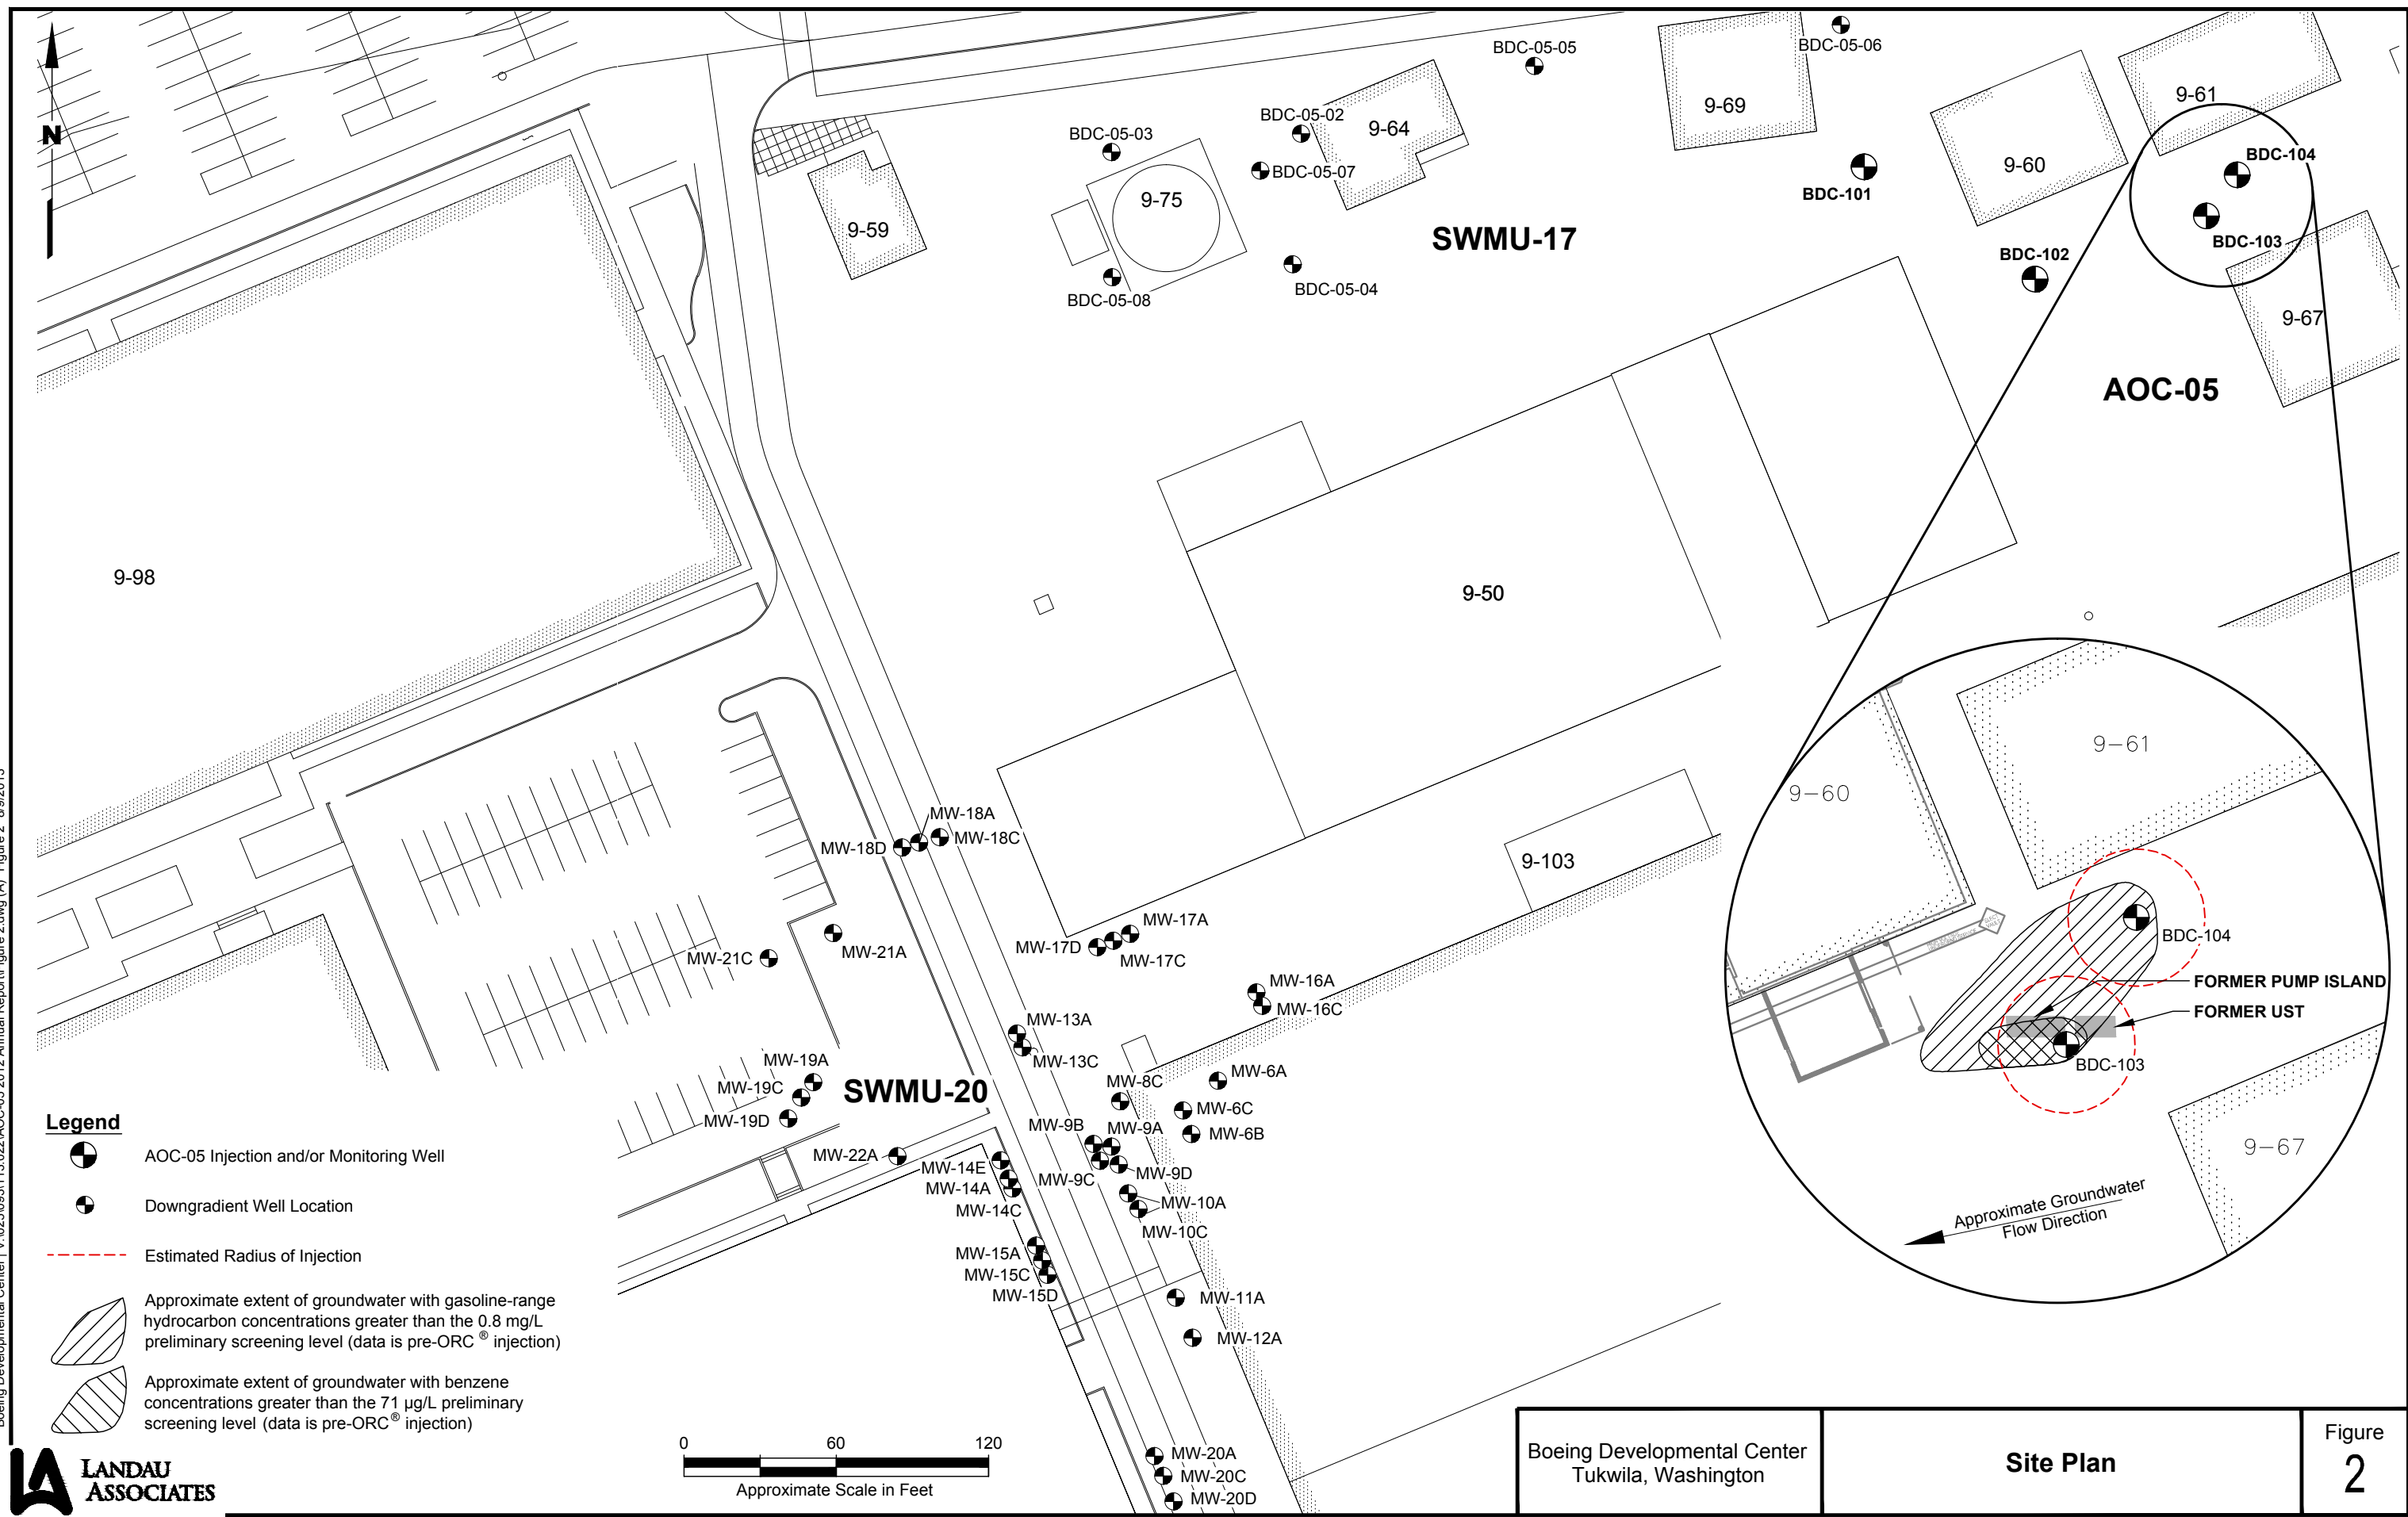 N
BDC-05-05
BDC-05-06
BDC-05-03
BDC-05-02
9-64
9-69
9-61
BDC-05-07
9-75
BDC-101
9-60
BDC-104
9-59
SWMU-17
BDC-103
BDC-102
BDC-05-08
BDC-05-04
9-67
AOC-05
9-98
9-50
9-61
9-60
MW-18A
MW-18D
MW-18C
9-103
MW-17A
MW-17D
MW-17C
MW-21C
MW-21A
BDC-104
MW-16A
MW-16C
FORMER PUMP ISLAND
FORMER UST
MW-13A
MW-13C
BDC-103
MW-19A
MW-19C
MW-19D
SWMU-20
MW-8C
MW-6A
MW-6C
MW-6B
MW-9B
MW-9A
MW-9C
MW-9D
MW-22A
MW-14E
MW-14A
MW-14C
MW-10A
MW-10C
9-67
Approximate Groundwater
Flow Direction
MW-15A
MW-15C
MW-15D
MW-11A
MW-12A
MW-20A
MW-20C
MW-20D
Legend
AOC-05 Injection and/or Monitoring Well
Downgradient Well Location
Estimated Radius of Injection
Approximate extent of groundwater with gasoline-range
hydrocarbon concentrations greater than the 0.8 mg/L
preliminary screening level (data is pre-ORC ® injection)
Approximate extent of groundwater with benzene
concentrations greater than the 71 µg/L preliminary
screening level (data is pre-ORC ® injection)
0 60 120
Approximate Scale in Feet
LA LANDAU
ASSOCIATES
Boeing Developmental Center
Tukwila, Washington
Site Plan
Figure
2